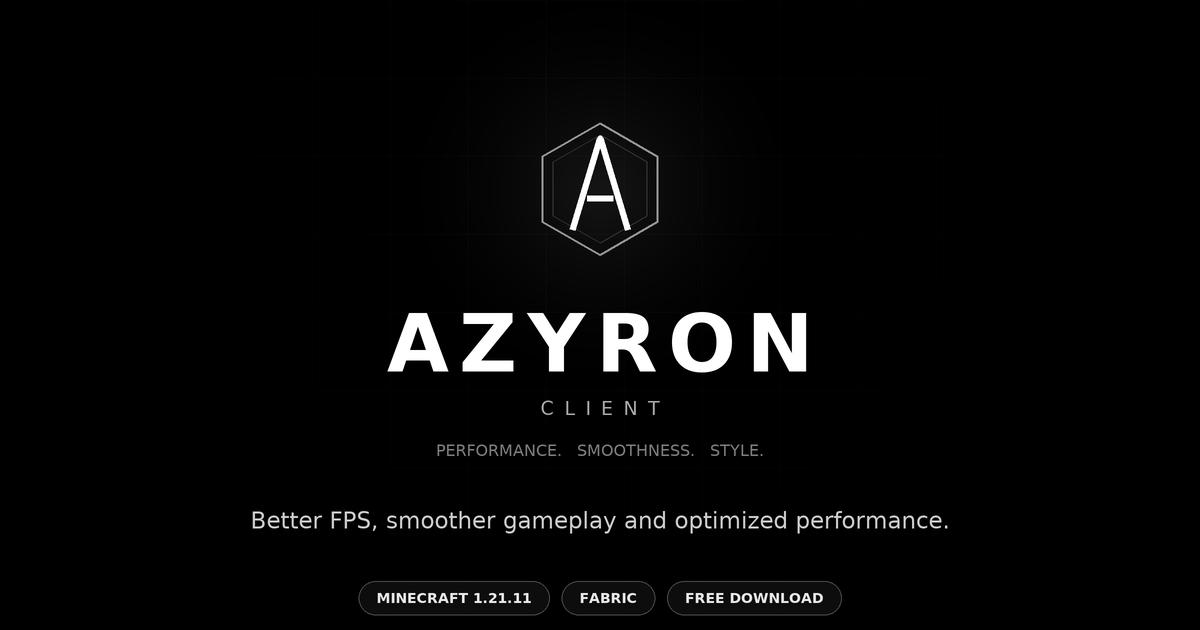 A
AZYRON
CLIENT
PERFORMANCE. SMOOTHNESS. STYLE.
Better FPS, smoother gameplay and optimized performance.
MINECRAFT 1.21.11 FABRIC FREE DOWNLOAD